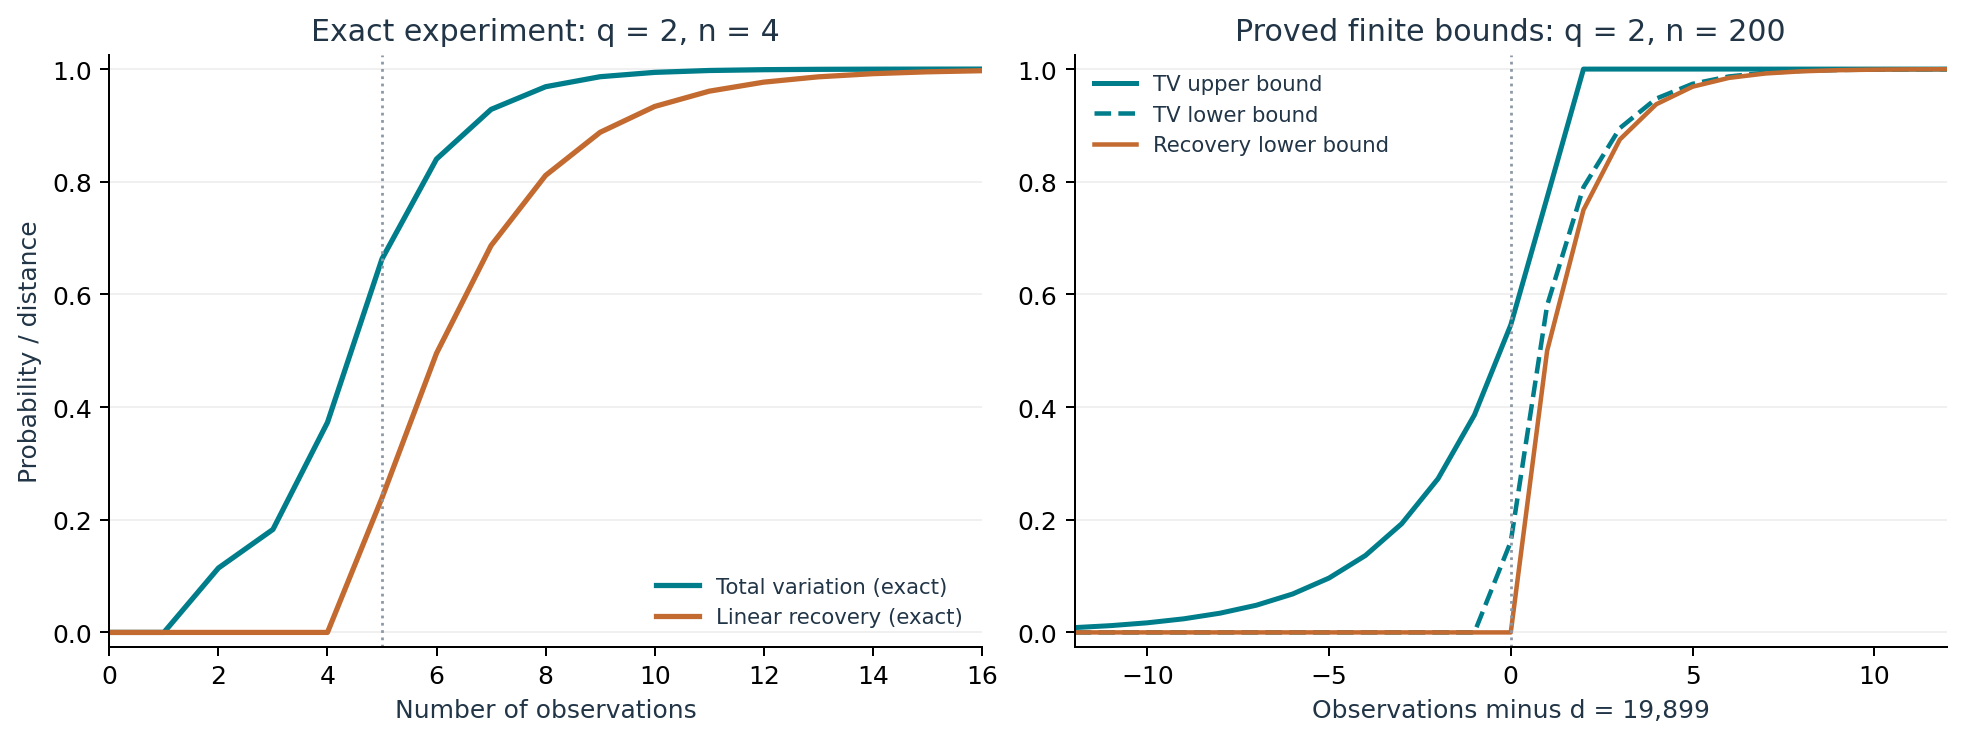 Exact experiment: q = 2, n = 4
Probability / distance
1.0
0.8
0.6
0.4
0.2
0.0
Total variation (exact)
Linear recovery (exact)
0 2 4 6 8 10 12 14 16
Number of observations
Proved finite bounds: q = 2, n = 200
1.0
0.8
0.6
0.4
0.2
0.0
TV upper bound
TV lower bound
Recovery lower bound
−10 −5 0 5 10
Observations minus d = 19,899